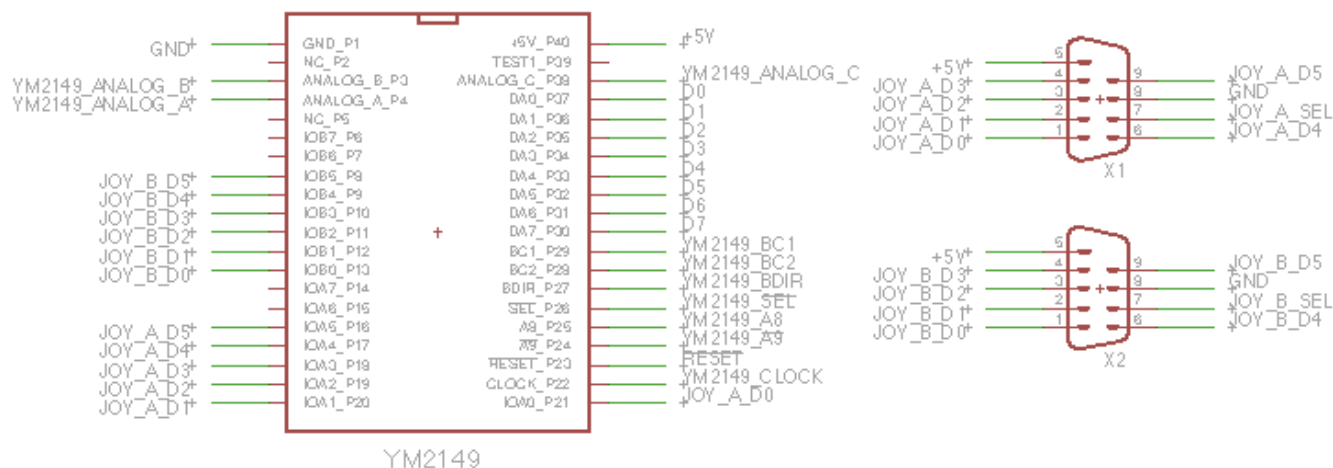 GND
YM2149_ANALOG_B
YM2149_ANALOG_A
JOY_B_D5
JOY_B_D4
JOY_B_D3
JOY_B_D2
JOY_B_D1
JOY_B_D0
JOY_A_D5
JOY_A_D4
JOY_A_D3
JOY_A_D2
JOY_A_D1
GND_P1
NC_P2
ANALOG_B_P3
ANALOG_A_P4
NC_P5
IOB7_P6
IOB6_P7
IOB5_P8
IOB4_P9
IOB3_P10
IOB2_P11
IOB1_P12
IOB0_P13
IOA7_P14
IOA6_P15
IOA5_P16
IOA4_P17
IOA3_P18
IOA2_P19
IOA1_P20
+5V_P40
TEST1_P39
ANALOG_C_P38
DA0_P37
DA1_P36
DA2_P35
DA3_P34
DA4_P33
DA5_P32
DA6_P31
DA7_P30
BC1_P29
BC2_P28
BDIR_P27
SEL_P26
A8_P25
A9_P24
RESET_P23
CLOCK_P22
IOA0_P21
+5V
YM2149_ANALOG_C
D0
D1
D2
D3
D4
D5
D6
D7
YM2149_BC1
YM2149_BC2
YM2149_BDIR
YM2149_SEL
YM2149_A8
YM2149_A9
RESET
YM2149_CLOCK
JOY_A_D0
YM2149
+5V
JOY_A_D3
JOY_A_D2
JOY_A_D1
JOY_A_D0
5
4
3
2
1
9
8
7
6
JOY_A_D5
GND
JOY_A_SEL
JOY_A_D4
X1
+5V
JOY_B_D3
JOY_B_D2
JOY_B_D1
JOY_B_D0
5
4
3
2
1
9
8
7
6
JOY_B_D5
GND
JOY_B_SEL
JOY_B_D4
X2